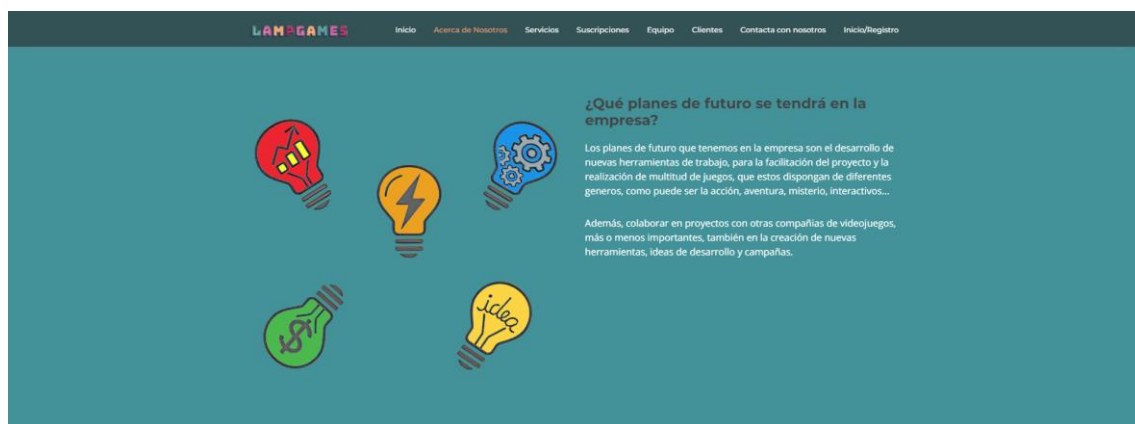 LAMPGAMES
Inicio
Acerca de Nosotros
Servicios
Suscripciones
Equipo
Clientes
Contacta con nosotros
Inicio/Registro
¿Qué planes de futuro se tendrá en la
empresa?
Los planes de futuro que tenemos en la empresa son el desarrollo de
nuevas herramientas de trabajo, para la facilitación del proyecto y la
realización de multitud de juegos, que estos dispongan de diferentes
generos, como puede ser la acción, aventura, misterio, interactivos...
Además, colaborar en proyectos con otras compañias de videojuegos,
más o menos importantes, también en la creación de nuevas
herramientas, ideas de desarrollo y campañas.
$
idea